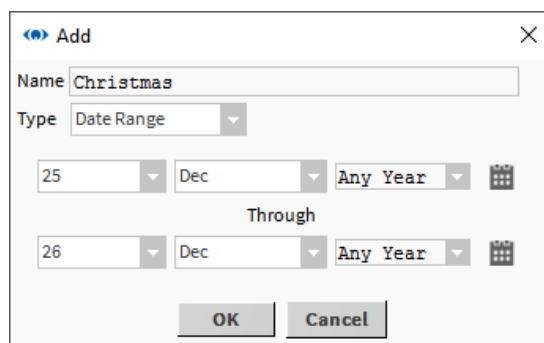 Add
Name Christmas
Type Date Range
25 Dec Any Year
Through
26 Dec Any Year
OK Cancel